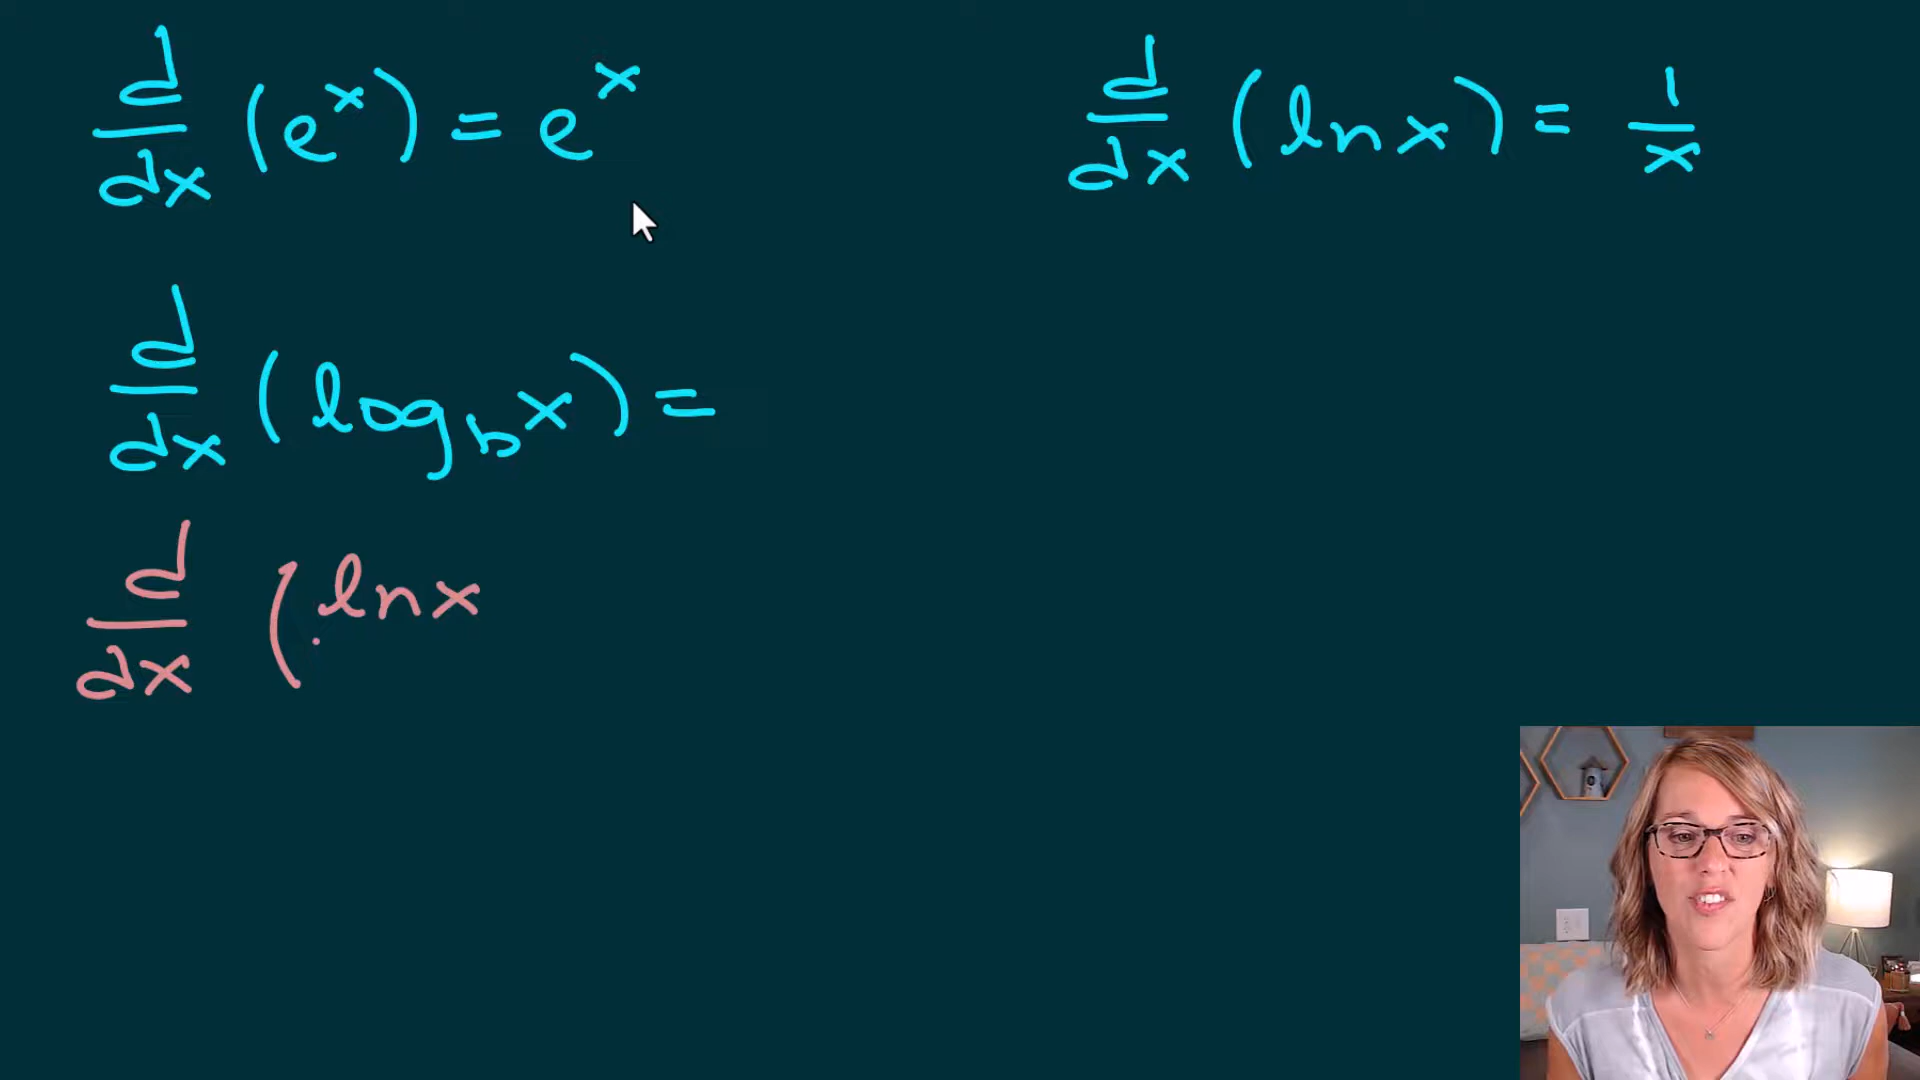 d/dx (e^x) = e^x
d/dx (ln x) = 1/x
d/dx (log_b x) =
d/dx (ln x